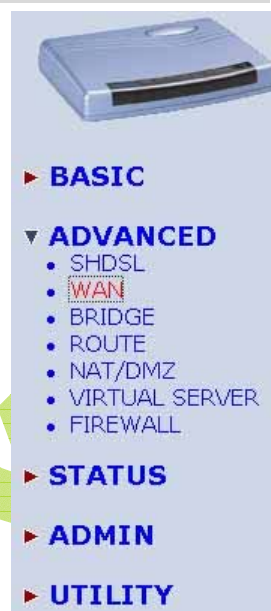 BASIC
ADVANCED
SHDSL
WAN
BRIDGE
ROUTE
NAT/DMZ
VIRTUAL SERVER
FIREWALL
STATUS
ADMIN
UTILITY